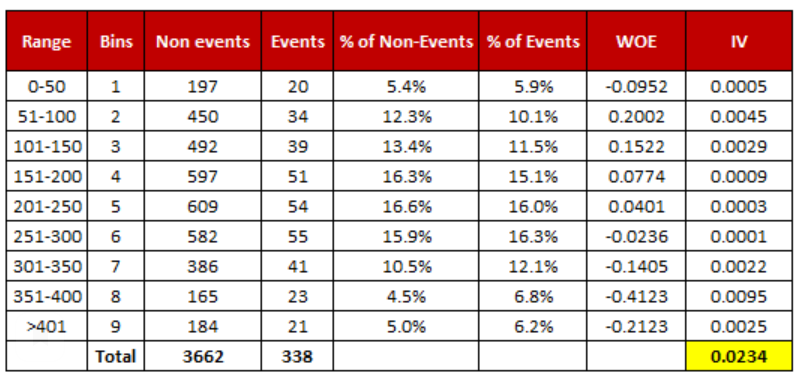 Range Bins Non events Events % of Non-Events % of Events WOE IV
0-50 1 197 20 5.4% 5.9% -0.0952 0.0005
51-100 2 450 34 12.3% 10.1% 0.2002 0.0045
101-150 3 492 39 13.4% 11.5% 0.1522 0.0029
151-200 4 597 51 16.3% 15.1% 0.0774 0.0009
201-250 5 609 54 16.6% 16.0% 0.0401 0.0003
251-300 6 582 55 15.9% 16.3% -0.0236 0.0001
301-350 7 386 41 10.5% 12.1% -0.1405 0.0022
351-400 8 165 23 4.5% 6.8% -0.4123 0.0095
>401 9 184 21 5.0% 6.2% -0.2123 0.0025
Total 3662 338 0.0234